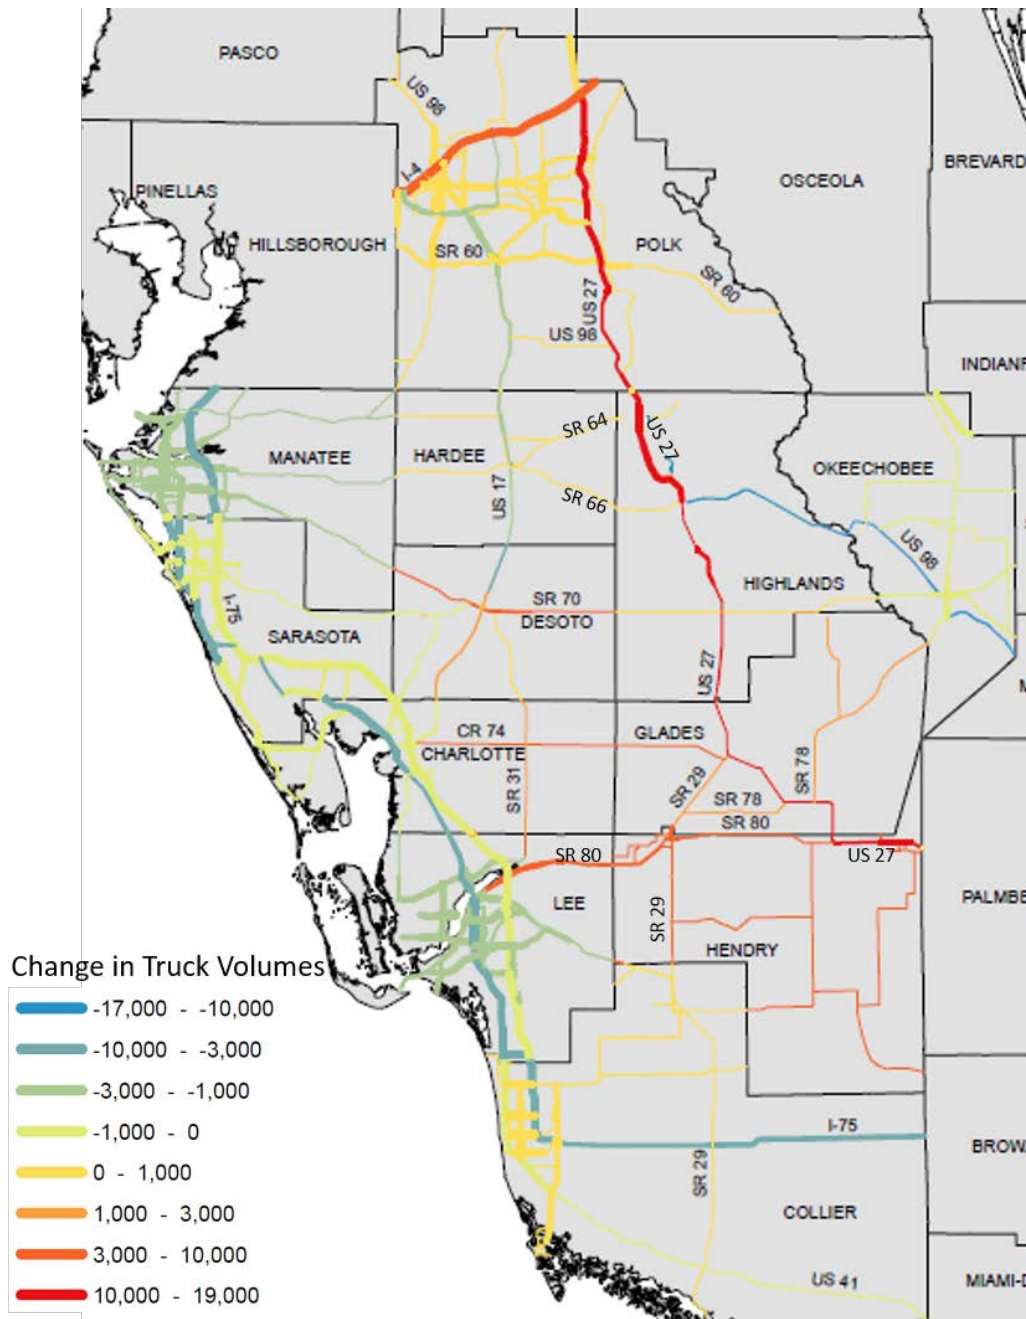 PASCO
US 98
OSCEOLA
BREVARD
I-4
PINELLAS
HILLSBOROUGH
SR 60
POLK
SR 60
US 27
US 98
INDIANF
SR 64
US 27
MANATEE
HARDEE
OKEECHOBEE
US 17
SR 66
US 98
HIGHLANDS
I-75
SR 70
DESOTO
SARASOTA
US 27
CR 74
CHARLOTTE
GLADES
SR 31
SR 29
SR 78
SR 78
SR 80
SR 80
US 27
LEE
PALMBE
SR 29
HENDRY
Change in Truck Volumes
-17,000 - -10,000
-10,000 - -3,000
-3,000 - -1,000
-1,000 - 0
0 - 1,000
1,000 - 3,000
3,000 - 10,000
10,000 - 19,000
I-75
BROW
SR 29
COLLIER
US 41
MIAMI-D